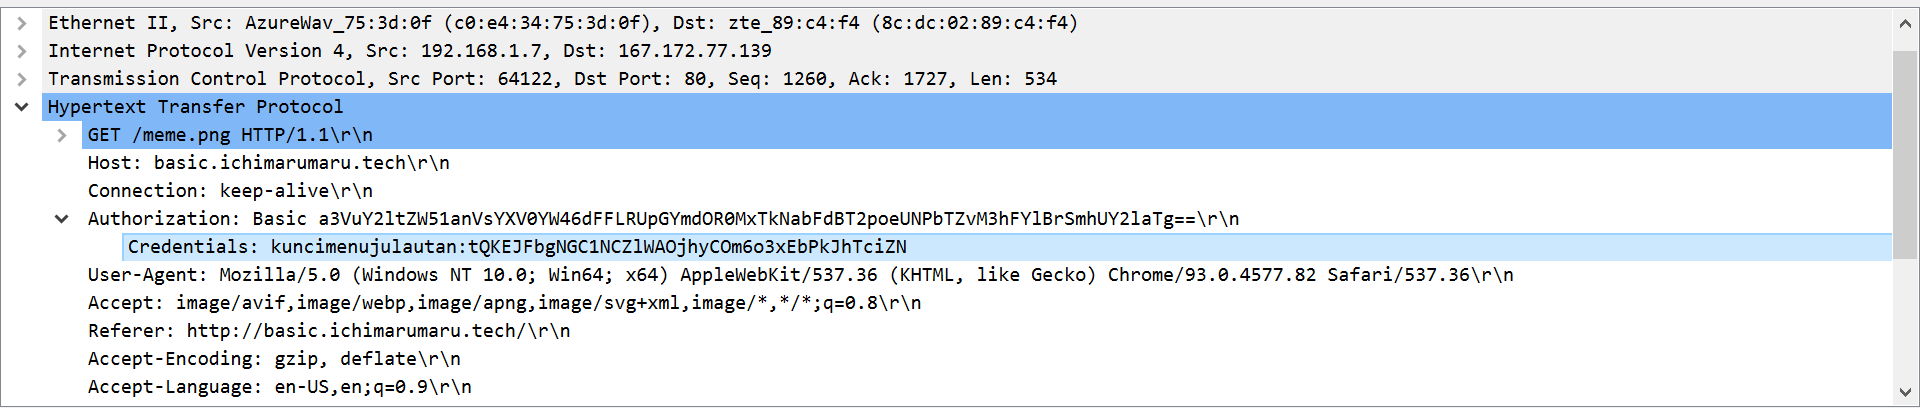 Ethernet II, Src: AzureWav_75:3d:0f (c0:e4:34:75:3d:0f), Dst: zte_89:c4:f4 (8c:dc:02:89:c4:f4)
Internet Protocol Version 4, Src: 192.168.1.7, Dst: 167.172.77.139
Transmission Control Protocol, Src Port: 64122, Dst Port: 80, Seq: 1260, Ack: 1727, Len: 534
Hypertext Transfer Protocol
GET /meme.png HTTP/1.1\r\n
Host: basic.ichimarumaru.tech\r\n
Connection: keep-alive\r\n
Authorization: Basic a3VuY2ltZW51anVsYXV0YW46dFFLRUpGYmdOR0MxTkNabFdBT2poeUNPbTZvM3hFYlBrSmhUY2laTg==\r\n
Credentials: kuncimenujulautan:tQKEJFbgNGC1NCZlWAOjhyCOm6o3xEbPkJhTciZN
User-Agent: Mozilla/5.0 (Windows NT 10.0; Win64; x64) AppleWebKit/537.36 (KHTML, like Gecko) Chrome/93.0.4577.82 Safari/537.36\r\n
Accept: image/avif,image/webp,image/apng,image/svg+xml,image/*,*/*;q=0.8\r\n
Referer: http://basic.ichimarumaru.tech/\r\n
Accept-Encoding: gzip, deflate\r\n
Accept-Language: en-US,en;q=0.9\r\n